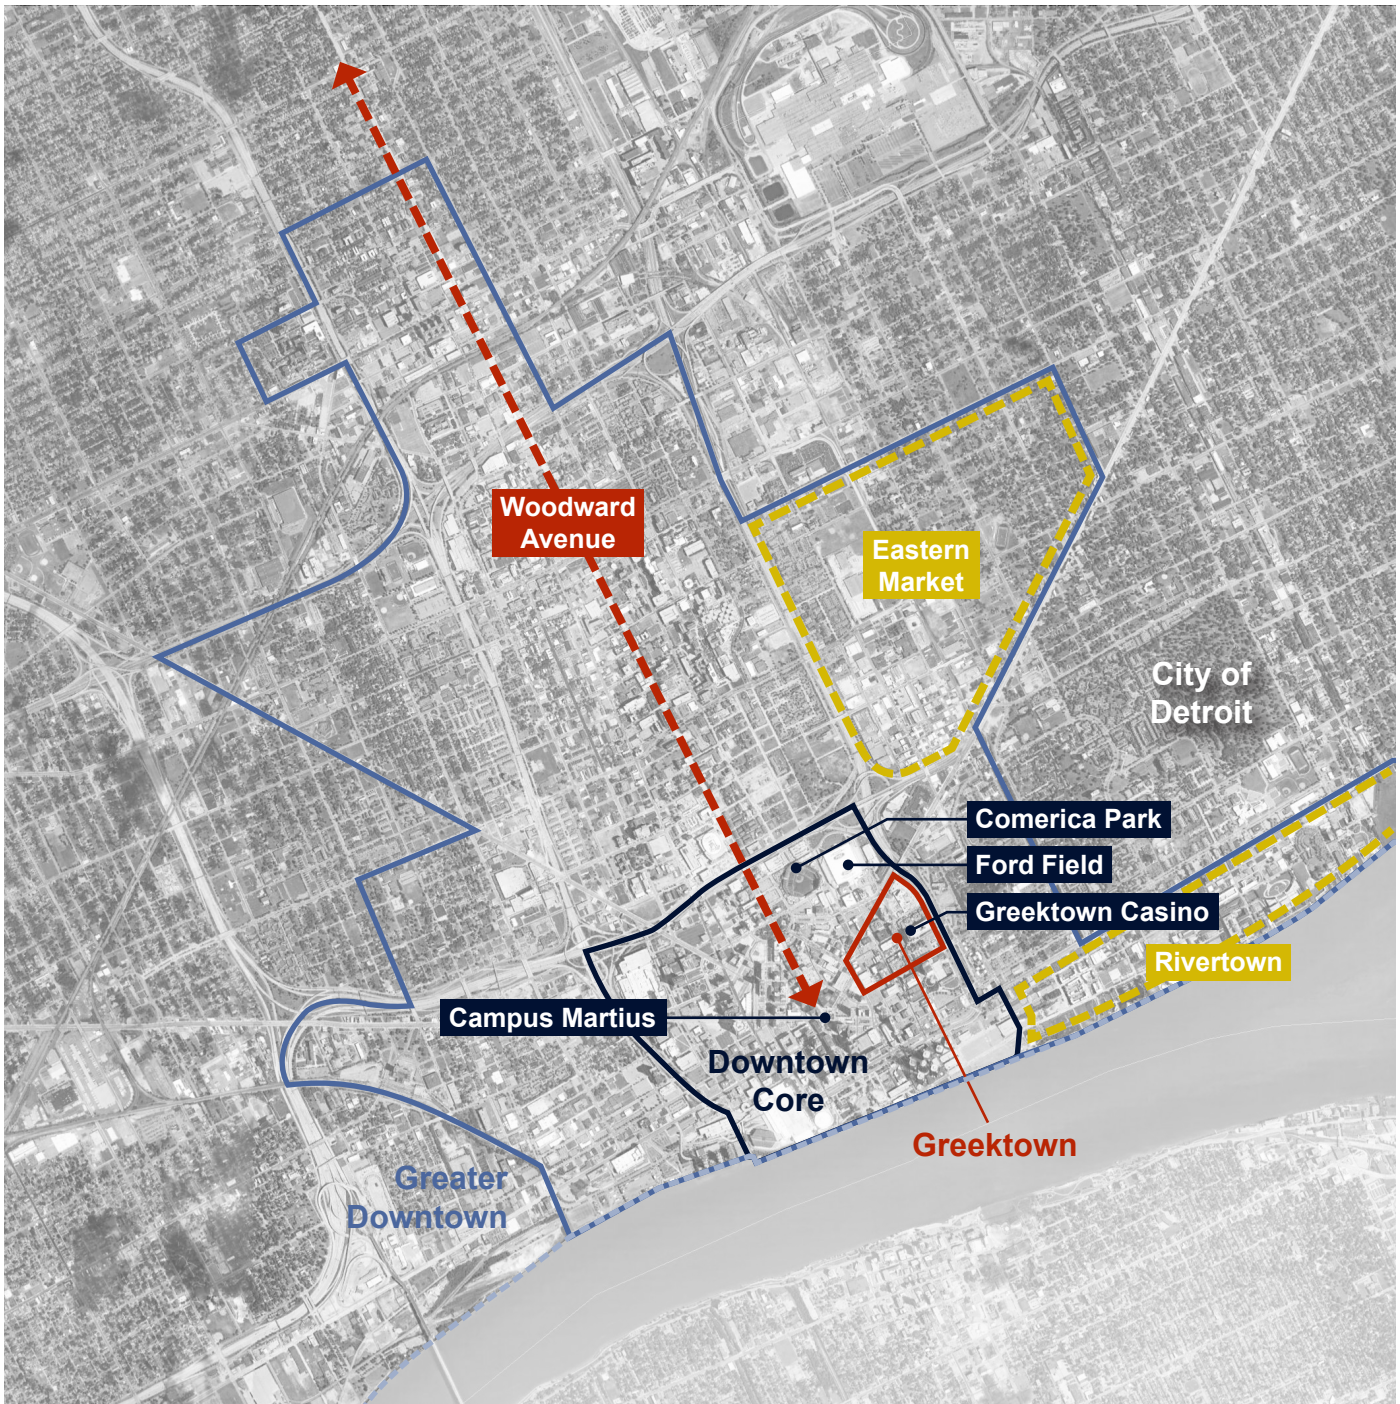 Woodward
Avenue
Eastern
Market
City of
Detroit
Comerica Park
Ford Field
Greektown Casino
Rivertown
Campus Martius
Downtown
Core
Greektown
Greater
Downtown